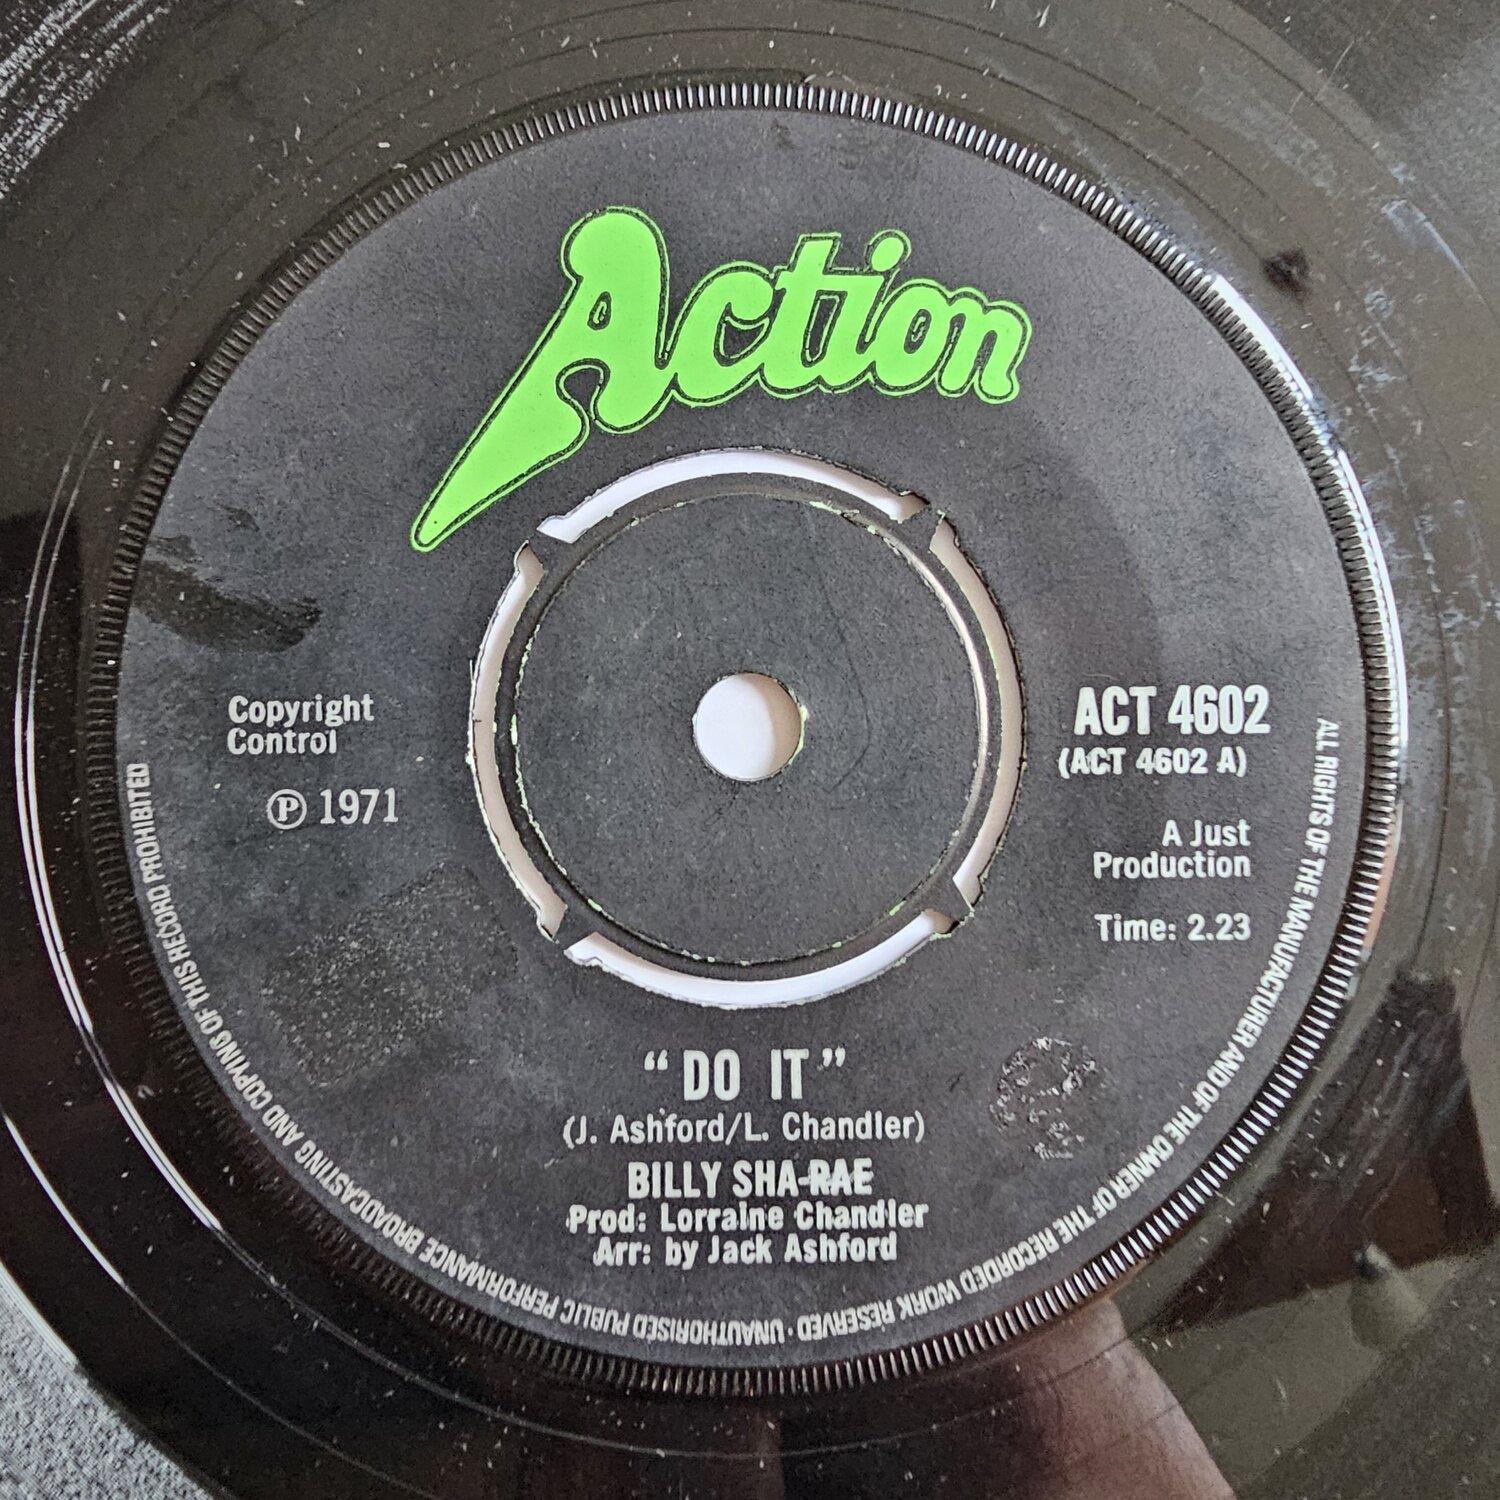 Action
Copyright
Control
℗ 1971
ACT 4602
(ACT 4602 A)
A Just
Production
Time: 2.23
“DO IT”
(J. Ashford/L. Chandler)
BILLY SHA-RAE
Prod: Lorraine Chandler
Arr: by Jack Ashford
ALL RIGHTS OF THE MANUFACTURER AND OF THE OWNER OF THE RECORDED WORK RESERVED · UNAUTHORISED PUBLIC PERFORMANCE BROADCASTING AND COPYING OF THIS RECORD PROHIBITED